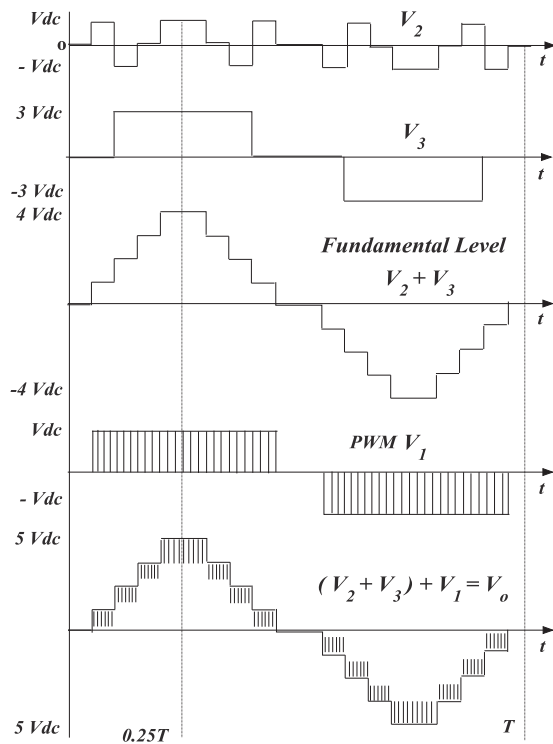 Vdc
o
- Vdc
V2
t
3 Vdc
V3
t
-3 Vdc
4 Vdc
Fundamental Level
V2 + V3
t
-4 Vdc
Vdc
PWM V1
t
- Vdc
5 Vdc
( V2 + V3 ) + V1 = Vo
t
5 Vdc
0.25T
T